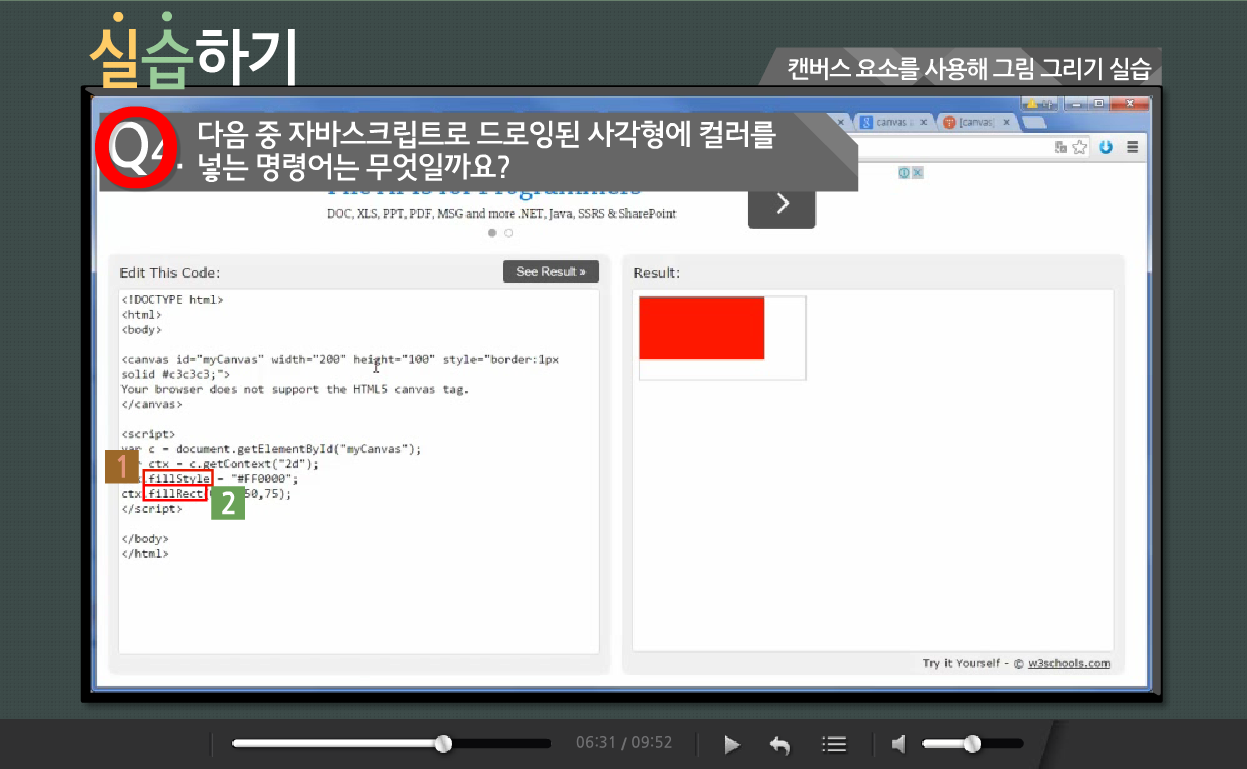 실습하기
캔버스 요소를 사용해 그림 그리기 실습
Q4.
다음 중 자바스크립트로 드로잉된 사각형에 컬러를
넣는 명령어는 무엇일까요?
canvas
[canvas]
DOC, XLS, PPT, PDF, MSG and more .NET, Java, SSRS & SharePoint
Edit This Code:
See Result »
<!DOCTYPE html>
<html>
<body>
<canvas id="myCanvas" width="200" height="100" style="border:1px
solid #c3c3c3;">
Your browser does not support the HTML5 canvas tag.
</canvas>
<script>
var c = document.getElementById("myCanvas");
ctx = c.getContext("2d");
1
fillStyle = "#FF0000";
ctx.fillRect( 50,75);
2
</script>
</body>
</html>
Result:
Try it Yourself - © w3schools.com
06:31 / 09:52